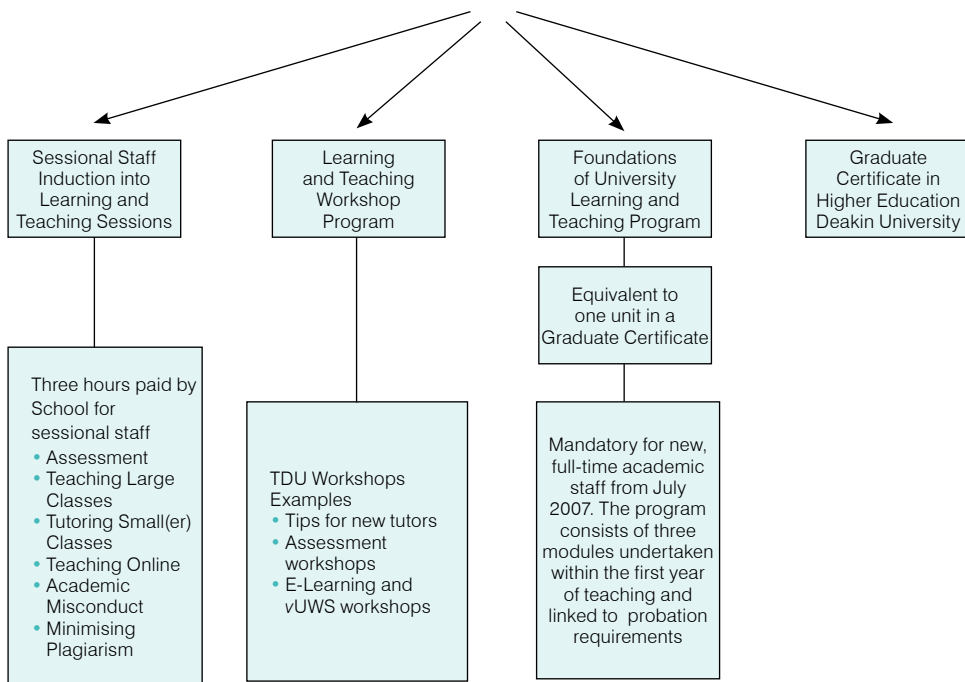 Sessional Staff
Induction into
Learning and
Teaching Sessions
Learning
and Teaching
Workshop
Program
Foundations
of University
Learning and
Teaching Program
Graduate
Certificate in
Higher Education
Deakin University
Equivalent to
one unit in a
Graduate Certificate
Three hours paid by
School for
sessional staff
• Assessment
• Teaching Large
Classes
• Tutoring Small(er)
Classes
• Teaching Online
• Academic
Misconduct
• Minimising
Plagiarism
TDU Workshops
Examples
• Tips for new tutors
• Assessment
workshops
• E-Learning and
vUWS workshops
Mandatory for new,
full-time academic
staff from July
2007. The program
consists of three
modules undertaken
within the first year
of teaching and
linked to probation
requirements